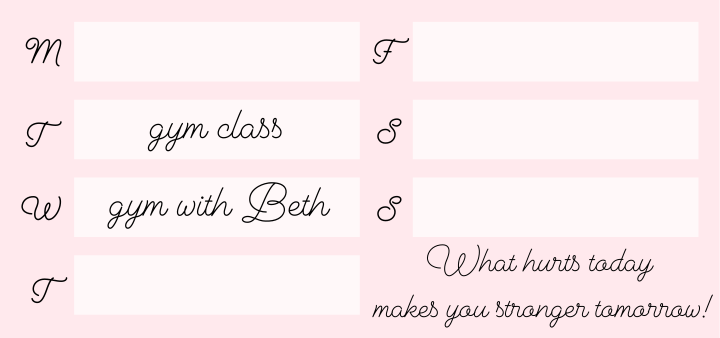 M
T gym class
W gym with Beth
T
F
S
S
What hurts today
makes you stronger tomorrow!